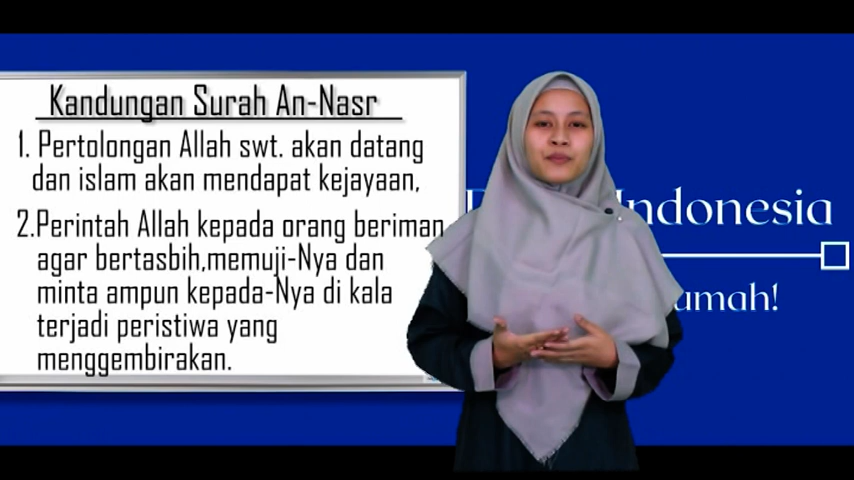 Kandungan Surah An-Nasr
1. Pertolongan Allah swt. akan datang
dan islam akan mendapat kejayaan,
2.Perintah Allah kepada orang beriman
agar bertasbih,memuji-Nya dan
minta ampun kepada-Nya di kala
terjadi peristiwa yang
menggembirakan.
Indonesia
umah!